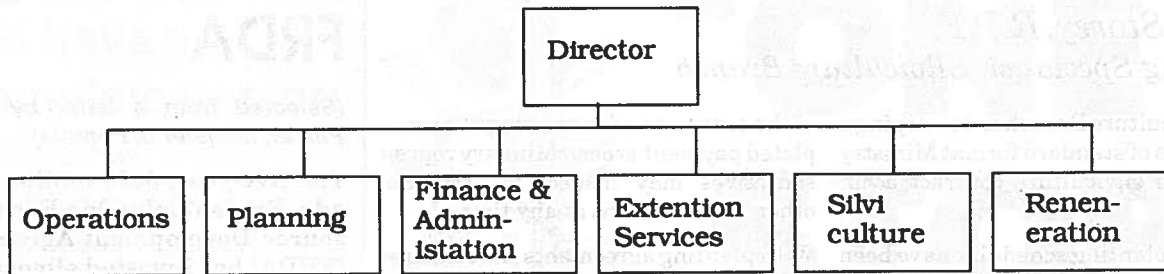 Director
Operations
Planning
Finance &
Admin-
istation
Extention
Services
Silvi
culture
Renen-
eration